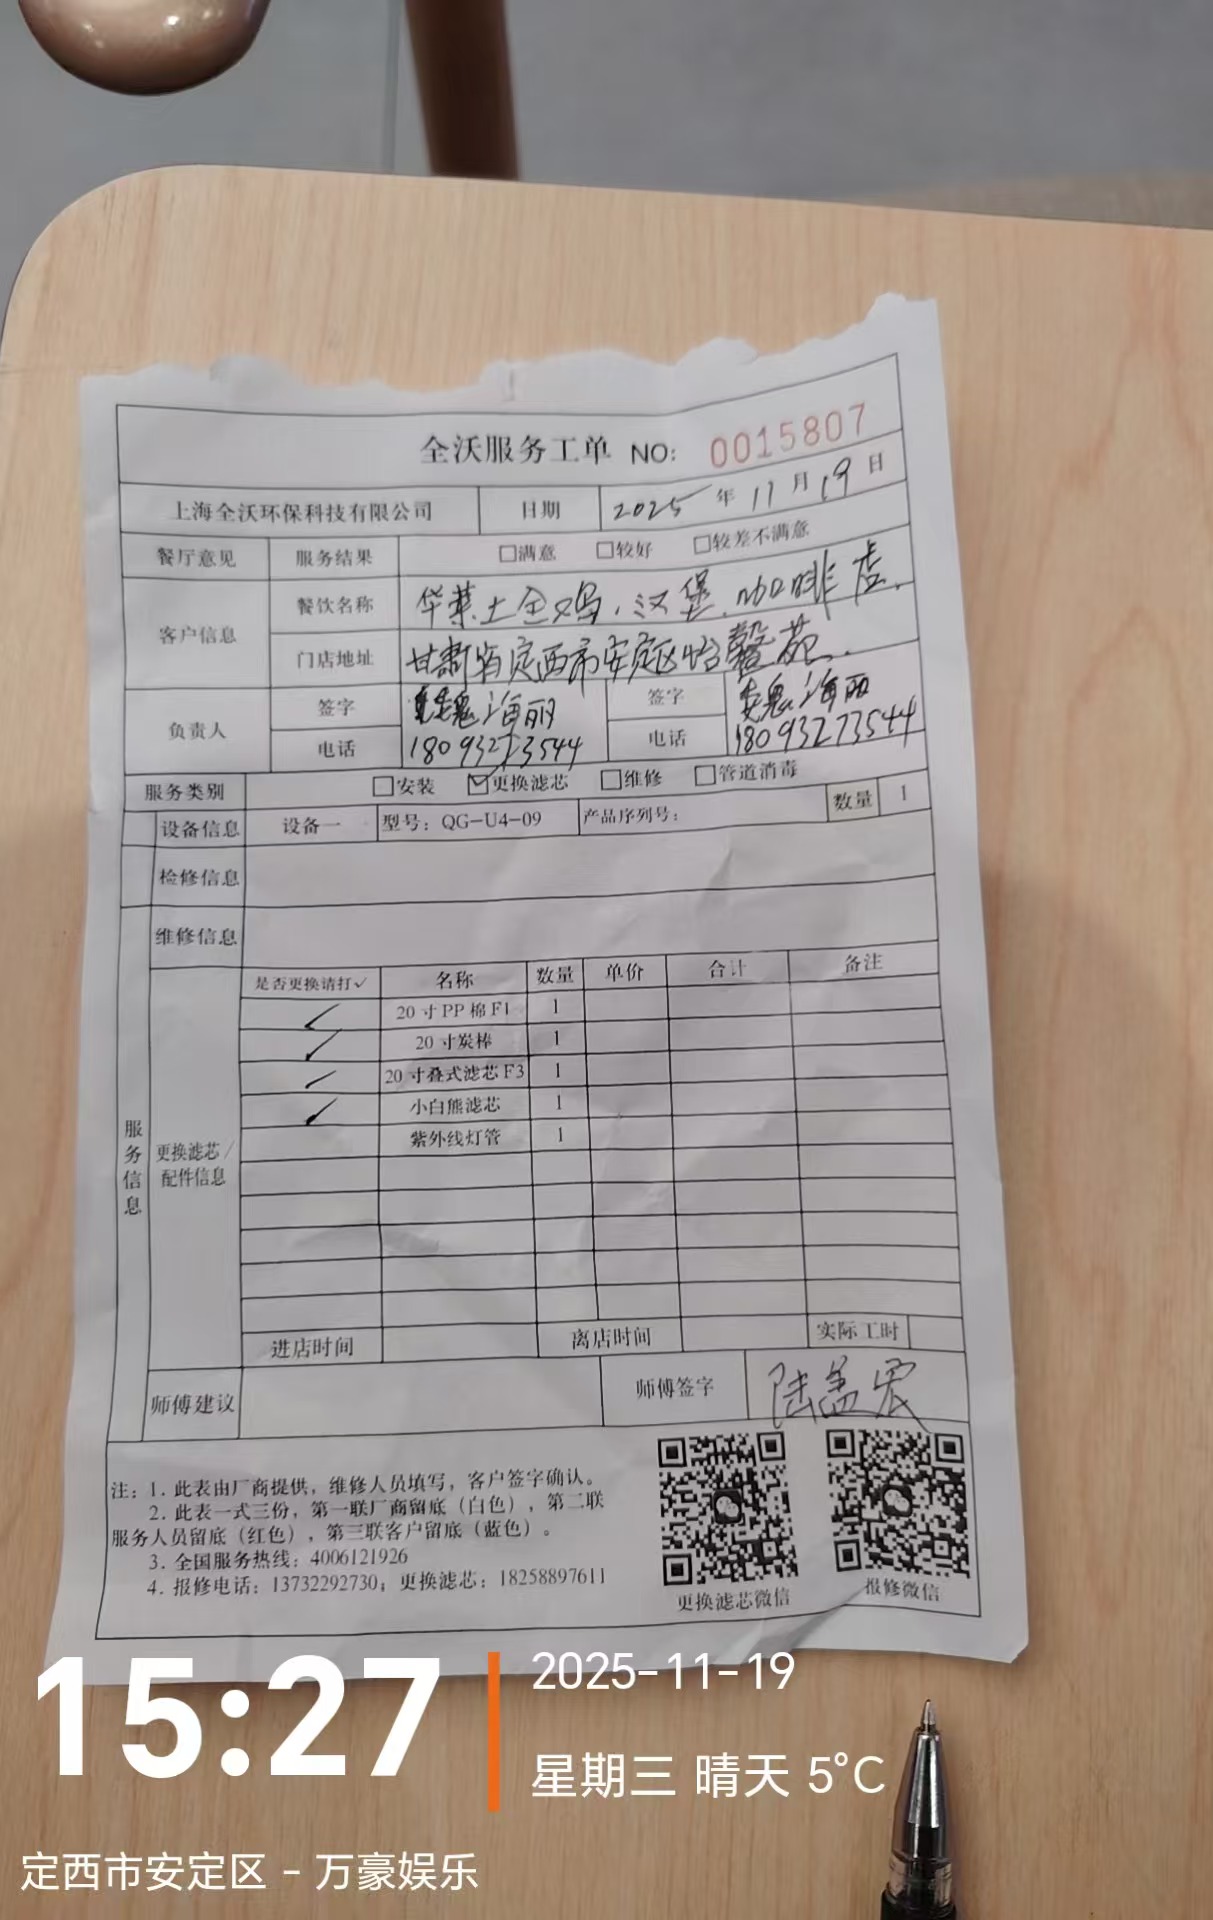 全沃服务工单 NO: 0015807
上海全沃环保科技有限公司 日期 2025年11月19日
餐厅意见 服务结果 □满意 □较好 □较差不满意
客户信息 餐饮名称 华莱土全鸡.汉堡.咖啡店.
门店地址 甘肃省定西市安定区怡馨苑.
负责人 签字 魏海丽 签字 魏海丽
电话 18093273544 电话 18093273544
服务类别 □安装 ☑更换滤芯 □维修 □管道消毒
设备信息 设备一 型号：QG-U4-09 产品序列号： 数量 1
检修信息
维修信息
服务信息
更换滤芯/配件信息
是否更换请打✓ 名称 数量 单价 合计 备注
✓ 20寸PP棉F1 1
✓ 20寸炭棒 1
✓ 20寸叠式滤芯F3 1
✓ 小白熊滤芯 1
紫外线灯管 1
进店时间 离店时间 实际工时
师傅建议 师傅签字 陆
注：1. 此表由厂商提供，维修人员填写，客户签字确认。
2. 此表一式三份，第一联厂商留底（白色），第二联
服务人员留底（红色），第三联客户留底（蓝色）。
3. 全国服务热线：4006121926
4. 报修电话：13732292730；更换滤芯：18258897611
更换滤芯微信 报修微信
15:27 2025-11-19
星期三 晴天 5℃
定西市安定区 - 万豪娱乐